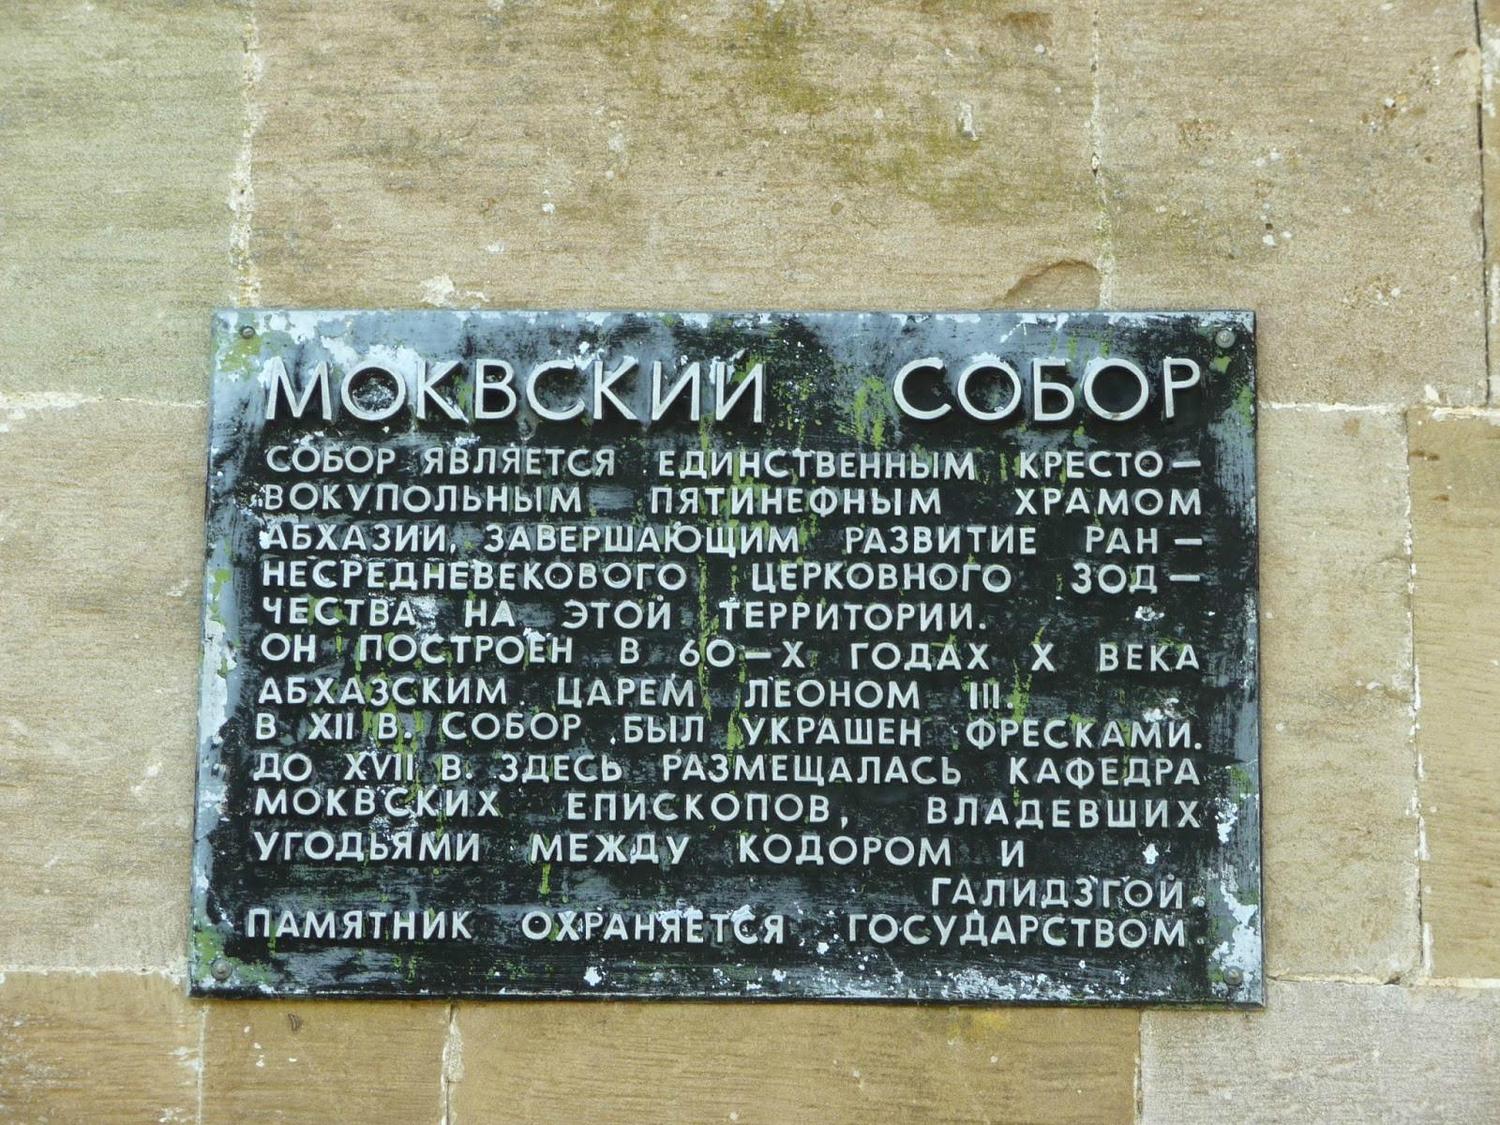 МОКВСКИЙ СОБОР
СОБОР ЯВЛЯЕТСЯ ЕДИНСТВЕННЫМ КРЕСТО-
ВОКУПОЛЬНЫМ ПЯТИНЕФНЫМ ХРАМОМ
АБХАЗИИ, ЗАВЕРШАЮЩИМ РАЗВИТИЕ РАН-
НЕСРЕДНЕВЕКОВОГО ЦЕРКОВНОГО ЗОД-
ЧЕСТВА НА ЭТОЙ ТЕРРИТОРИИ.
ОН ПОСТРОЕН В 60-Х ГОДАХ X ВЕКА
АБХАЗСКИМ ЦАРЕМ ЛЕОНОМ III.
В XII В. СОБОР БЫЛ УКРАШЕН ФРЕСКАМИ.
ДО XVII В. ЗДЕСЬ РАЗМЕЩАЛАСЬ КАФЕДРА
МОКВСКИХ ЕПИСКОПОВ, ВЛАДЕВШИХ
УГОДЬЯМИ МЕЖДУ КОДОРОМ И
ГАЛИДЗГОЙ.
ПАМЯТНИК ОХРАНЯЕТСЯ ГОСУДАРСТВОМ